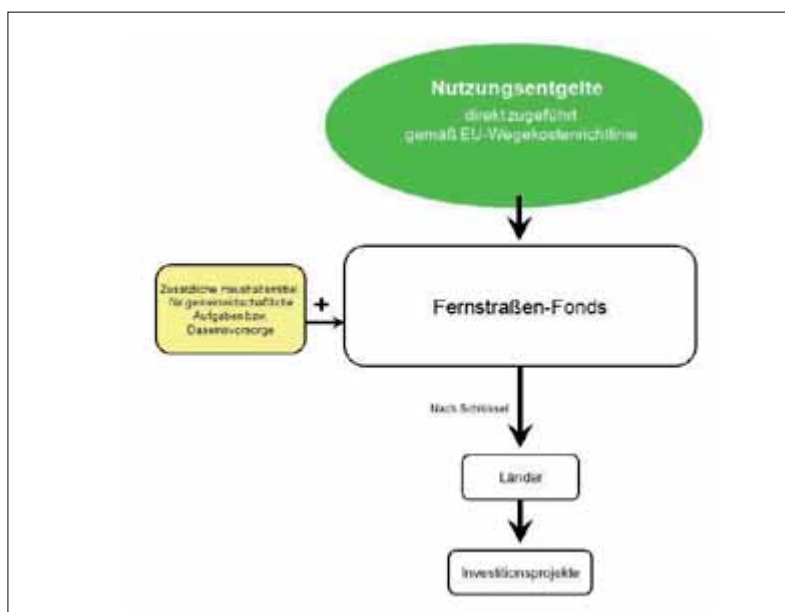 Nutzungsentgelte
direkt zugeführt
gemäß EU-Wegekostenrichtlinie
Zusätzliche Haushaltsmittel
für gemeinwirtschaftliche
Aufgaben bzw.
Daseinsvorsorge
+
Fernstraßen-Fonds
Nach Schlüssel
Länder
Investitionsprojekte